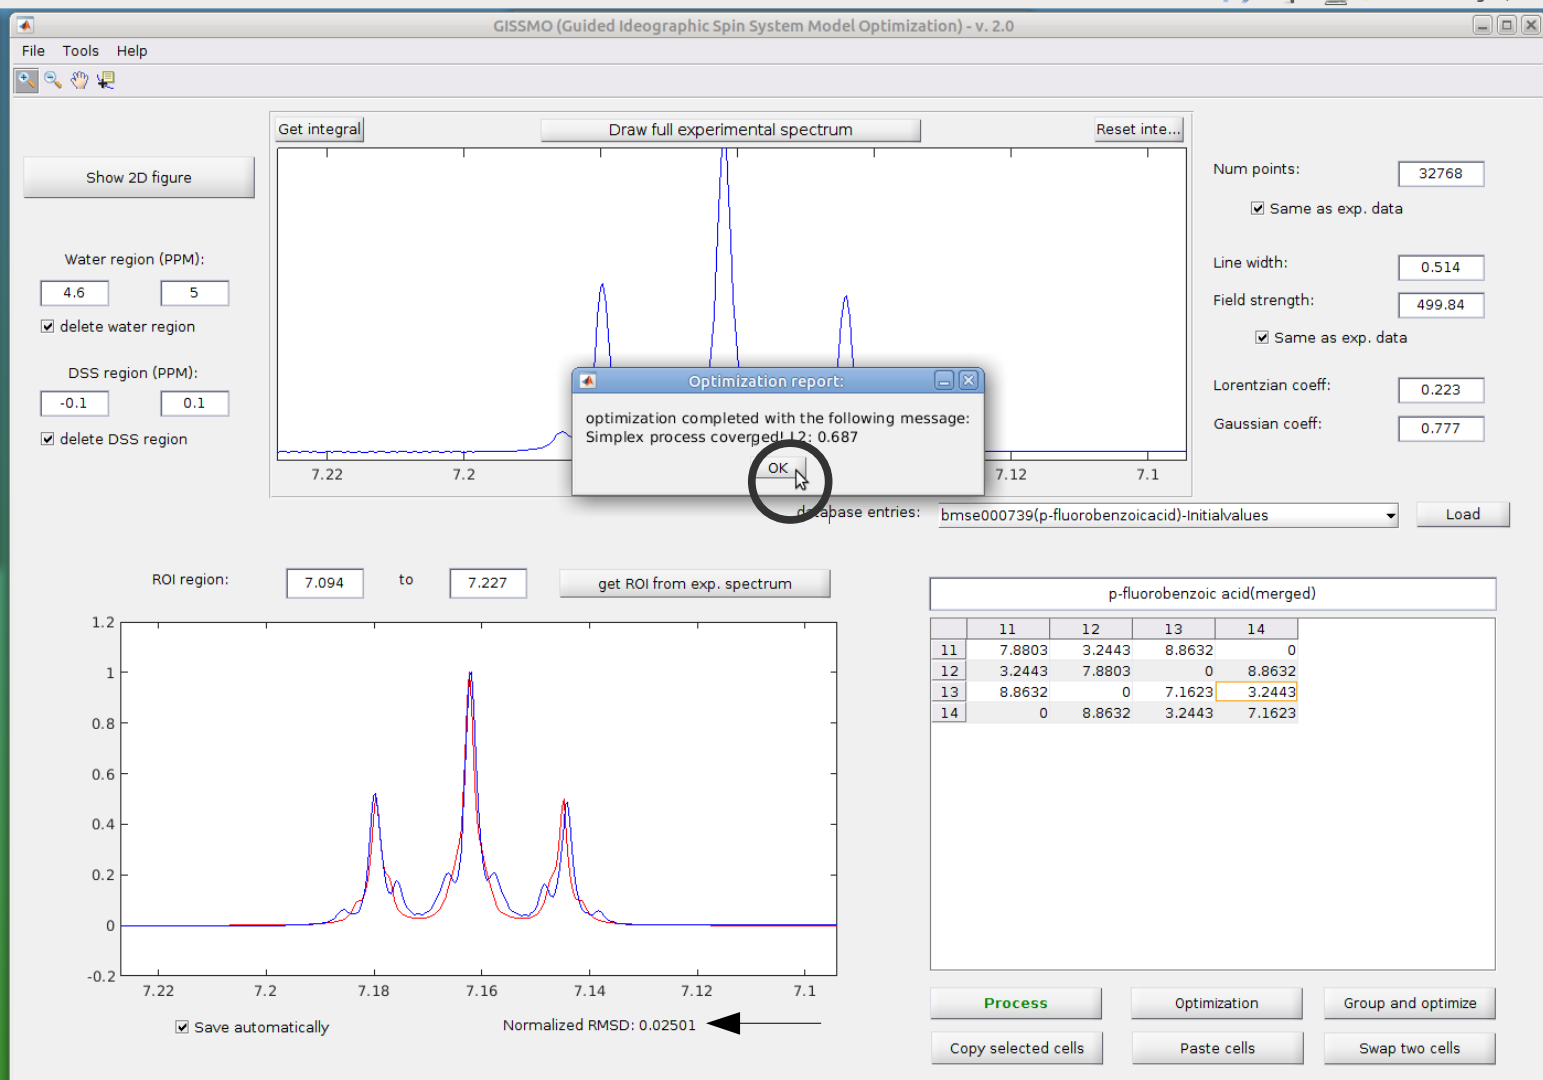 GISSMO (Guided Ideographic Spin System Model Optimization) - v. 2.0
File Tools Help
Get integral
Draw full experimental spectrum
Reset inte...
Show 2D figure
Water region (PPM):
4.6 5
delete water region
DSS region (PPM):
-0.1 0.1
delete DSS region
7.22 7.2 7.12 7.1
Optimization report:
optimization completed with the following message:
Simplex process coverged! L2: 0.687
OK
Num points: 32768
Same as exp. data
Line width: 0.514
Field strength: 499.84
Same as exp. data
Lorentzian coeff: 0.223
Gaussian coeff: 0.777
database entries: bmse000739(p-fluorobenzoicacid)-Initialvalues Load
ROI region: 7.094 to 7.227 get ROI from exp. spectrum
1.2
1
0.8
0.6
0.4
0.2
0
-0.2
7.22 7.2 7.18 7.16 7.14 7.12 7.1
Save automatically
Normalized RMSD: 0.02501
p-fluorobenzoic acid(merged)
11 12 13 14
11 7.8803 3.2443 8.8632 0
12 3.2443 7.8803 0 8.8632
13 8.8632 0 7.1623 3.2443
14 0 8.8632 3.2443 7.1623
Process Optimization Group and optimize
Copy selected cells Paste cells Swap two cells